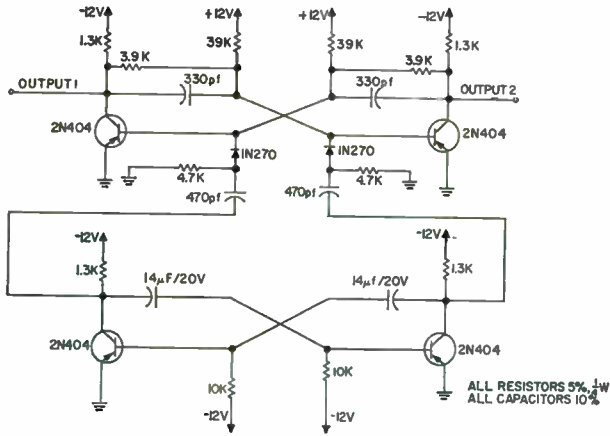 -12V
+12V
+12V
-12V
1.3K
39K
39K
1.3K
3.9K
3.9K
330pf
330pf
OUTPUT 1
OUTPUT 2
2N404
2N404
IN270
IN270
4.7K
4.7K
470pf
470pf
-12V
-12V
1.3K
1.3K
14µF/20V
14µf/20V
2N404
2N404
10K
10K
-12V
-12V
ALL RESISTORS 5%, ¼W
ALL CAPACITORS 10%